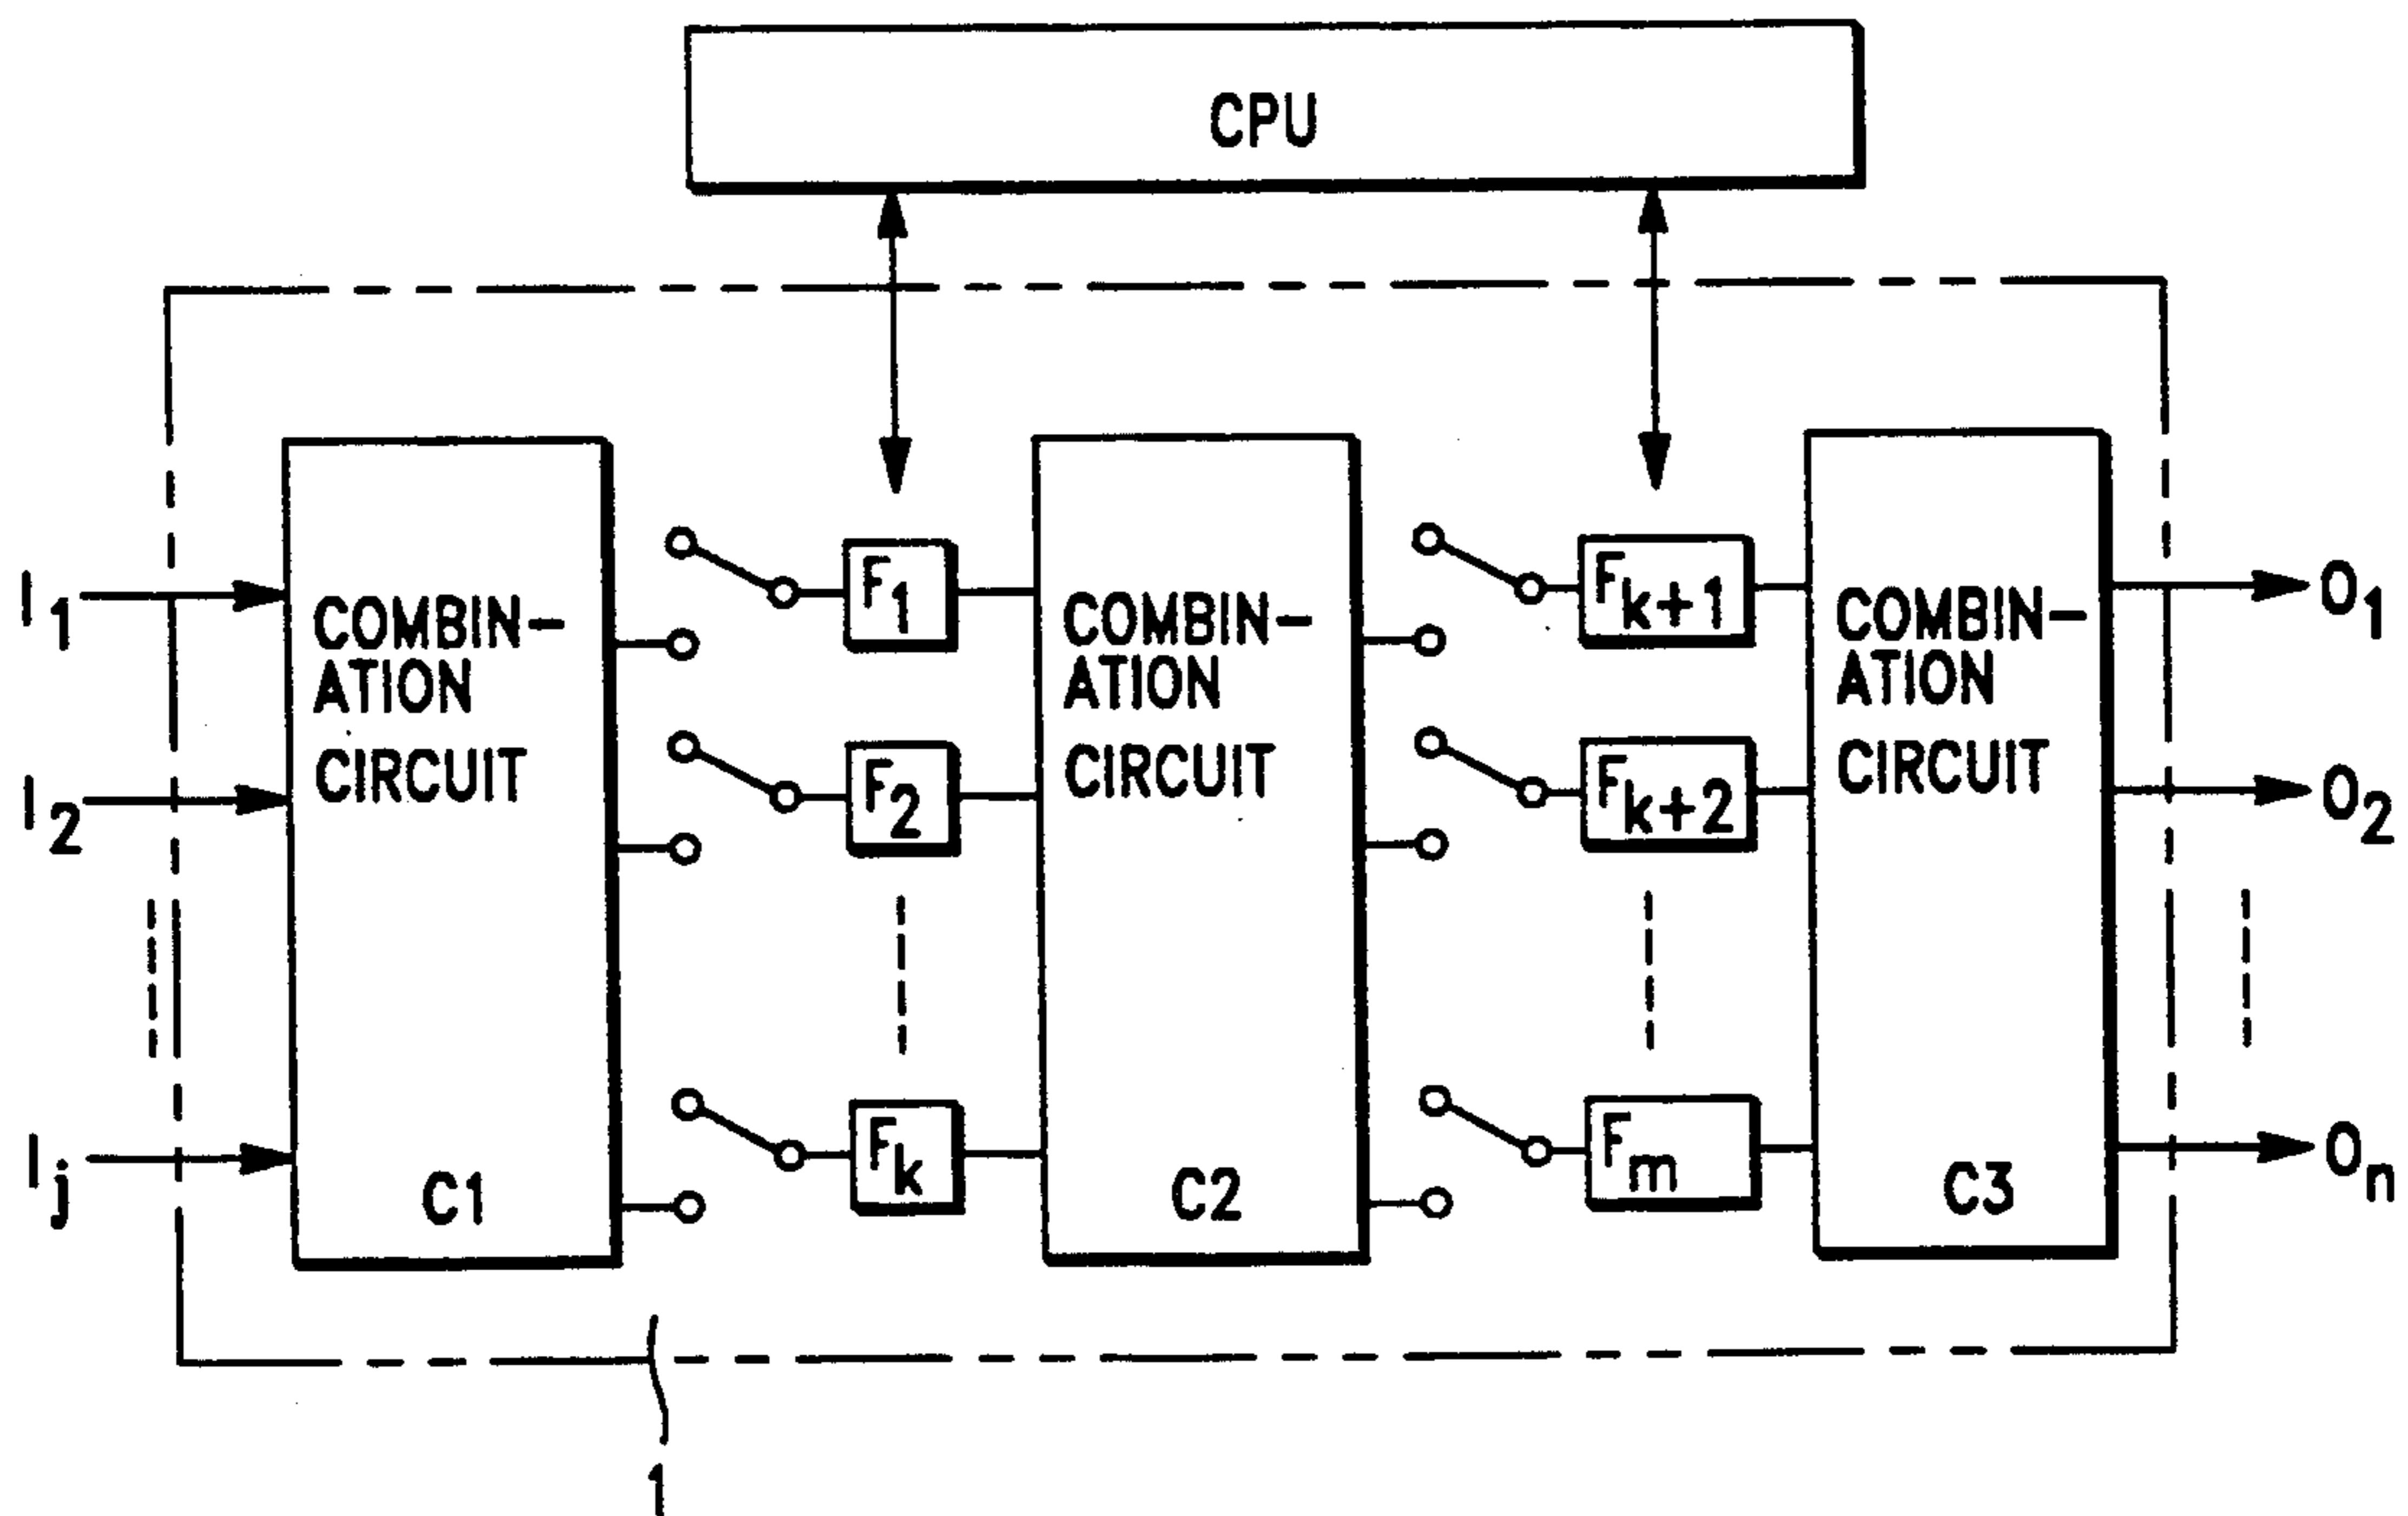 CPU
I1
I2
Ij
COMBIN-
ATION
CIRCUIT
C1
F1
F2
Fk
COMBIN-
ATION
CIRCUIT
C2
Fk+1
Fk+2
Fm
COMBIN-
ATION
CIRCUIT
C3
O1
O2
On
1